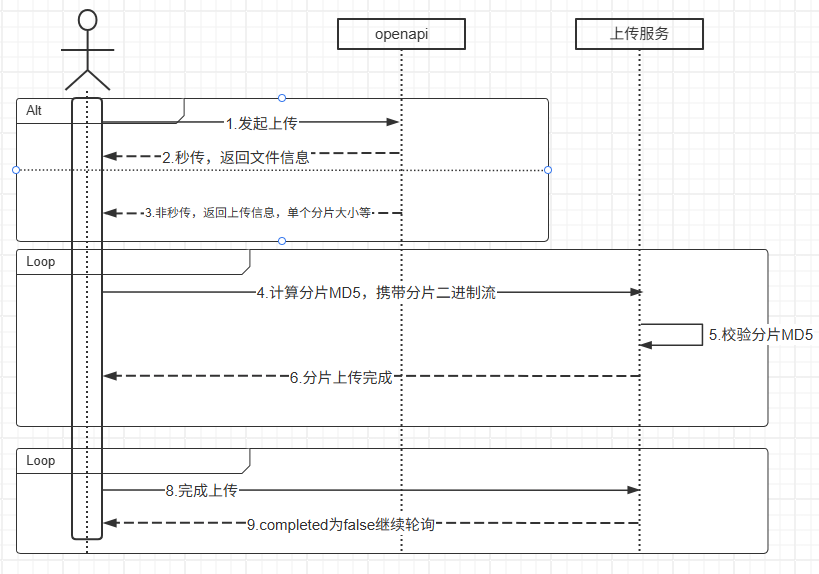 openapi
上传服务
Alt
1.发起上传
2.秒传，返回文件信息
3.非秒传，返回上传信息，单个分片大小等
Loop
4.计算分片MD5，携带分片二进制流
5.校验分片MD5
6.分片上传完成
Loop
8.完成上传
9.completed为false继续轮询